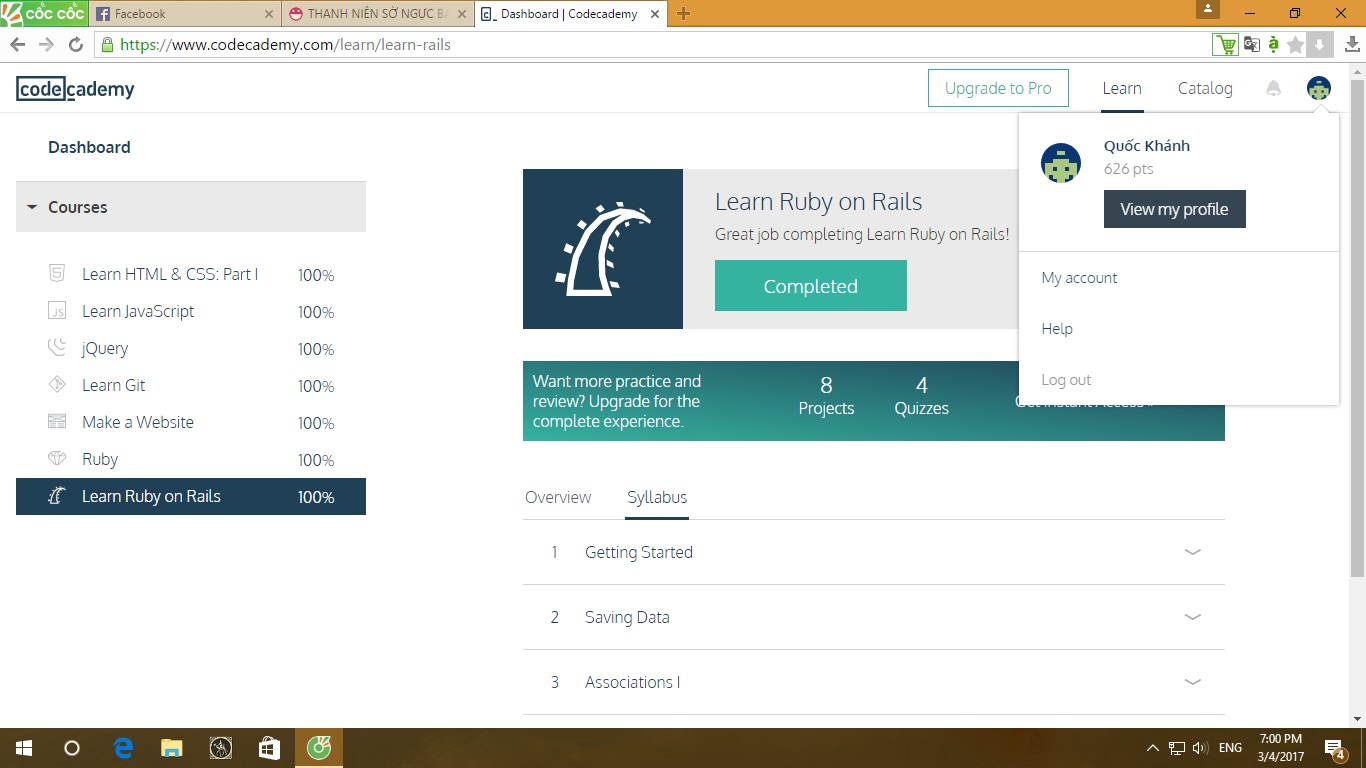 cốc cốc
Facebook
THANH NIÊN SỜ NGỰC BẠ
Dashboard | Codecademy
https://www.codecademy.com/learn/learn-rails
codecademy
Upgrade to Pro
Learn
Catalog
Dashboard
Quốc Khánh
626 pts
View my profile
My account
Help
Log out
Courses
Learn HTML & CSS: Part I 100%
Learn JavaScript 100%
jQuery 100%
Learn Git 100%
Make a Website 100%
Ruby 100%
Learn Ruby on Rails 100%
Learn Ruby on Rails
Great job completing Learn Ruby on Rails!
Completed
Want more practice and
review? Upgrade for the
complete experience.
8
Projects
4
Quizzes
Get Instant Access
Overview
Syllabus
1 Getting Started
2 Saving Data
3 Associations I
ENG
7:00 PM
3/4/2017
4